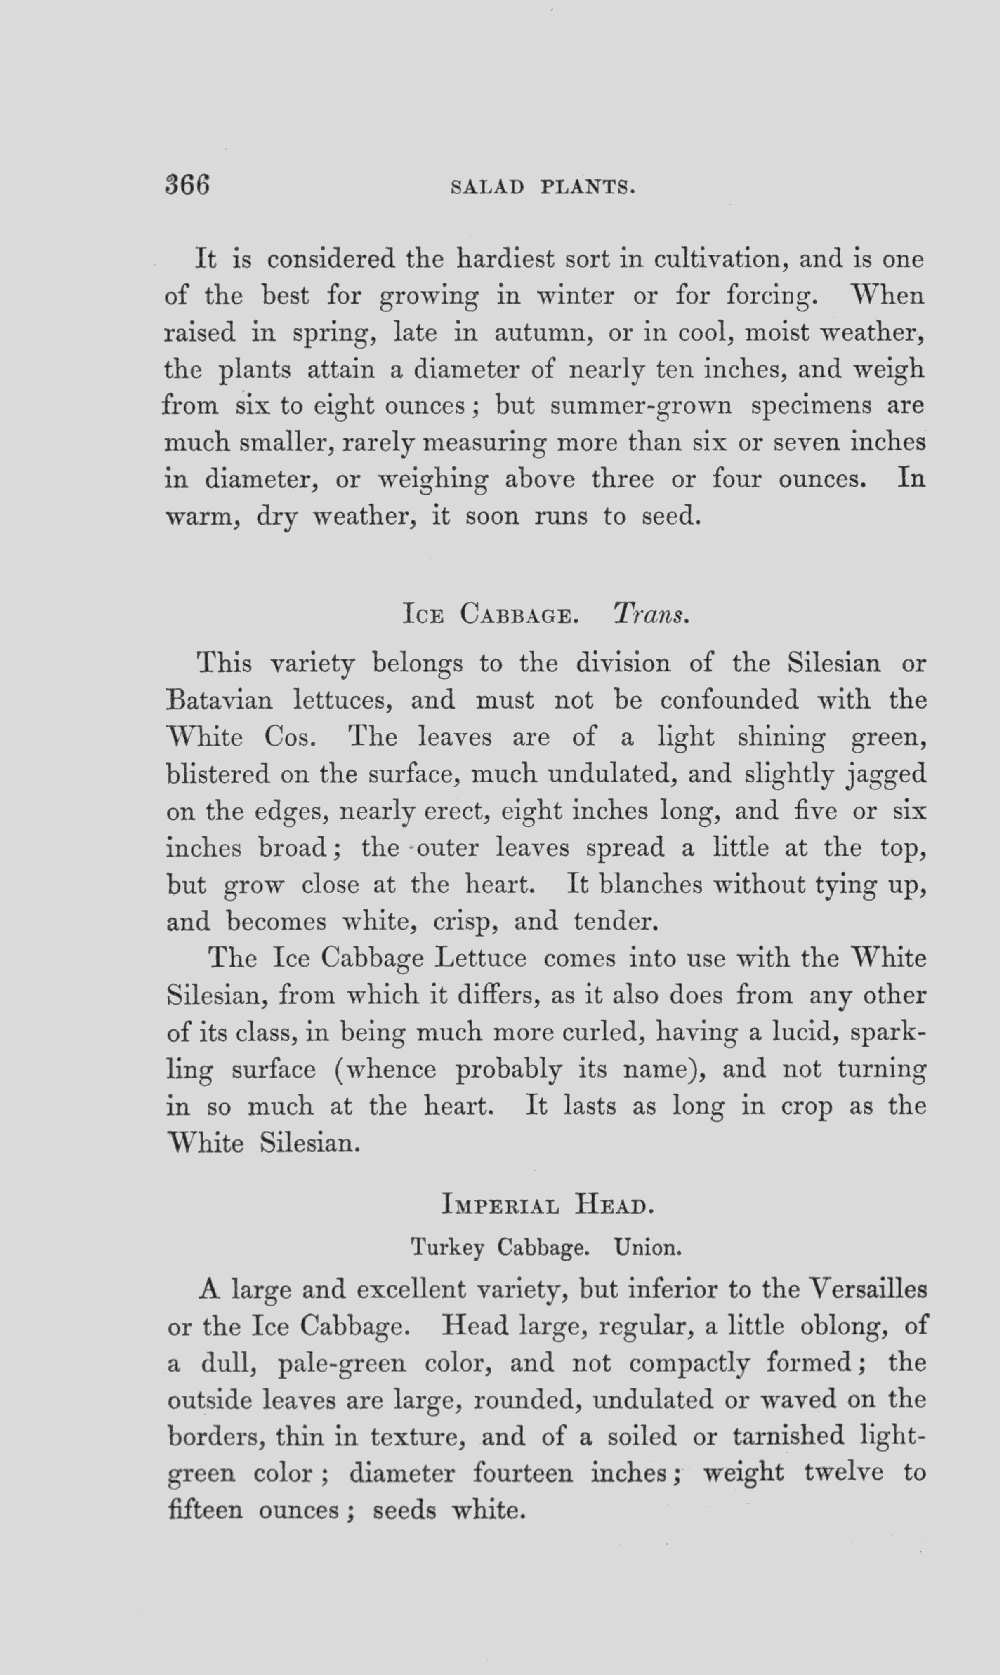 366 SALAD PLANTS.
It is considered the hardiest sort in cultivation, and is one
of the best for growing in winter or for forcing. When
raised in spring, late in autumn, or in cool, moist weather,
the plants attain a diameter of nearly ten inches, and weigh
from six to eight ounces; but summer-grown specimens are
much smaller, rarely measuring more than six or seven inches
in diameter, or weighing above three or four ounces. In
warm, dry weather, it soon runs to seed.
ICE CABBAGE. Trans.
This variety belongs to the division of the Silesian or
Batavian lettuces, and must not be confounded with the
White Cos. The leaves are of a light shining green,
blistered on the surface, much undulated, and slightly jagged
on the edges, nearly erect, eight inches long, and five or six
inches broad; the outer leaves spread a little at the top,
but grow close at the heart. It blanches without tying up,
and becomes white, crisp, and tender.
The Ice Cabbage Lettuce comes into use with the White
Silesian, from which it differs, as it also does from any other
of its class, in being much more curled, having a lucid, spark-
ling surface (whence probably its name), and not turning
in so much at the heart. It lasts as long in crop as the
White Silesian.
IMPERIAL HEAD.
Turkey Cabbage. Union.
A large and excellent variety, but inferior to the Versailles
or the Ice Cabbage. Head large, regular, a little oblong, of
a dull, pale-green color, and not compactly formed; the
outside leaves are large, rounded, undulated or waved on the
borders, thin in texture, and of a soiled or tarnished light-
green color; diameter fourteen inches; weight twelve to
fifteen ounces; seeds white.